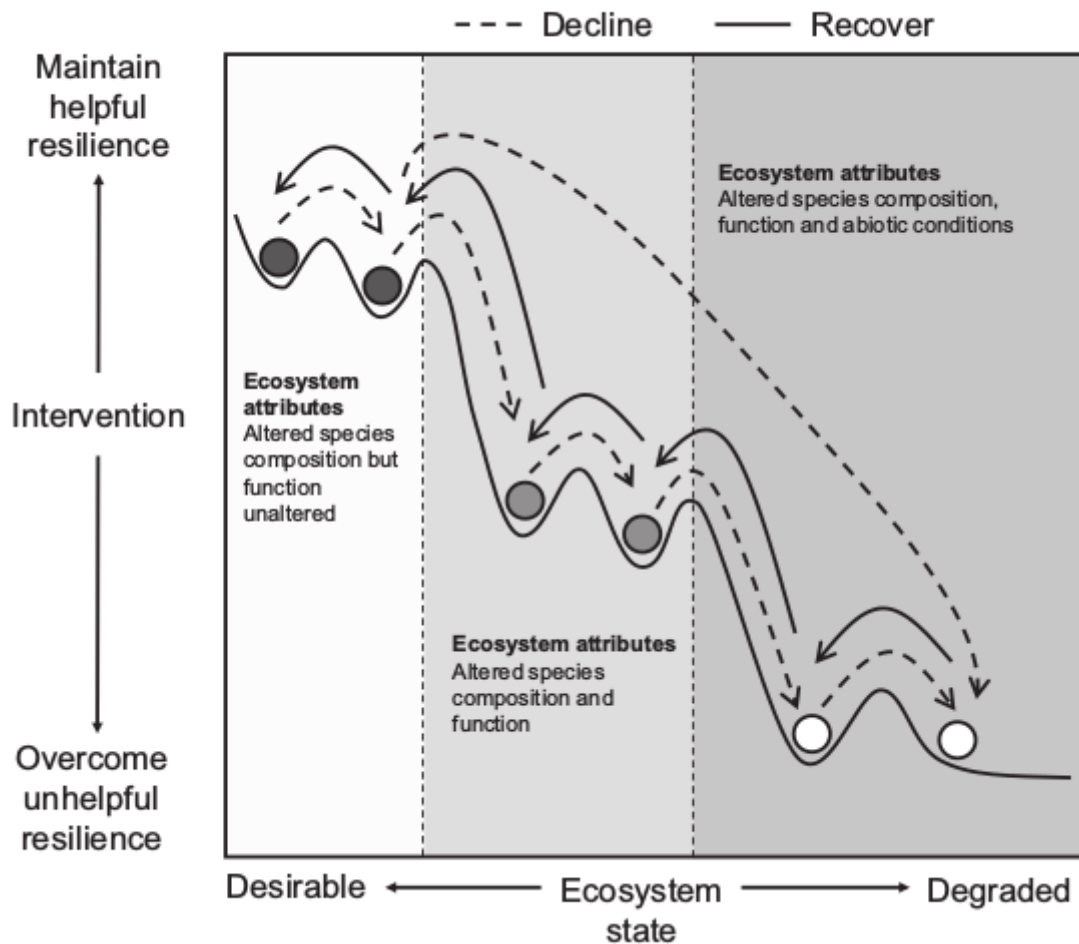 Decline
Recover
Maintain
helpful
resilience
Intervention
Overcome
unhelpful
resilience
Ecosystem
attributes
Altered species
composition but
function
unaltered
Ecosystem attributes
Altered species
composition and
function
Ecosystem attributes
Altered species composition,
function and abiotic conditions
Desirable
Ecosystem
state
Degraded